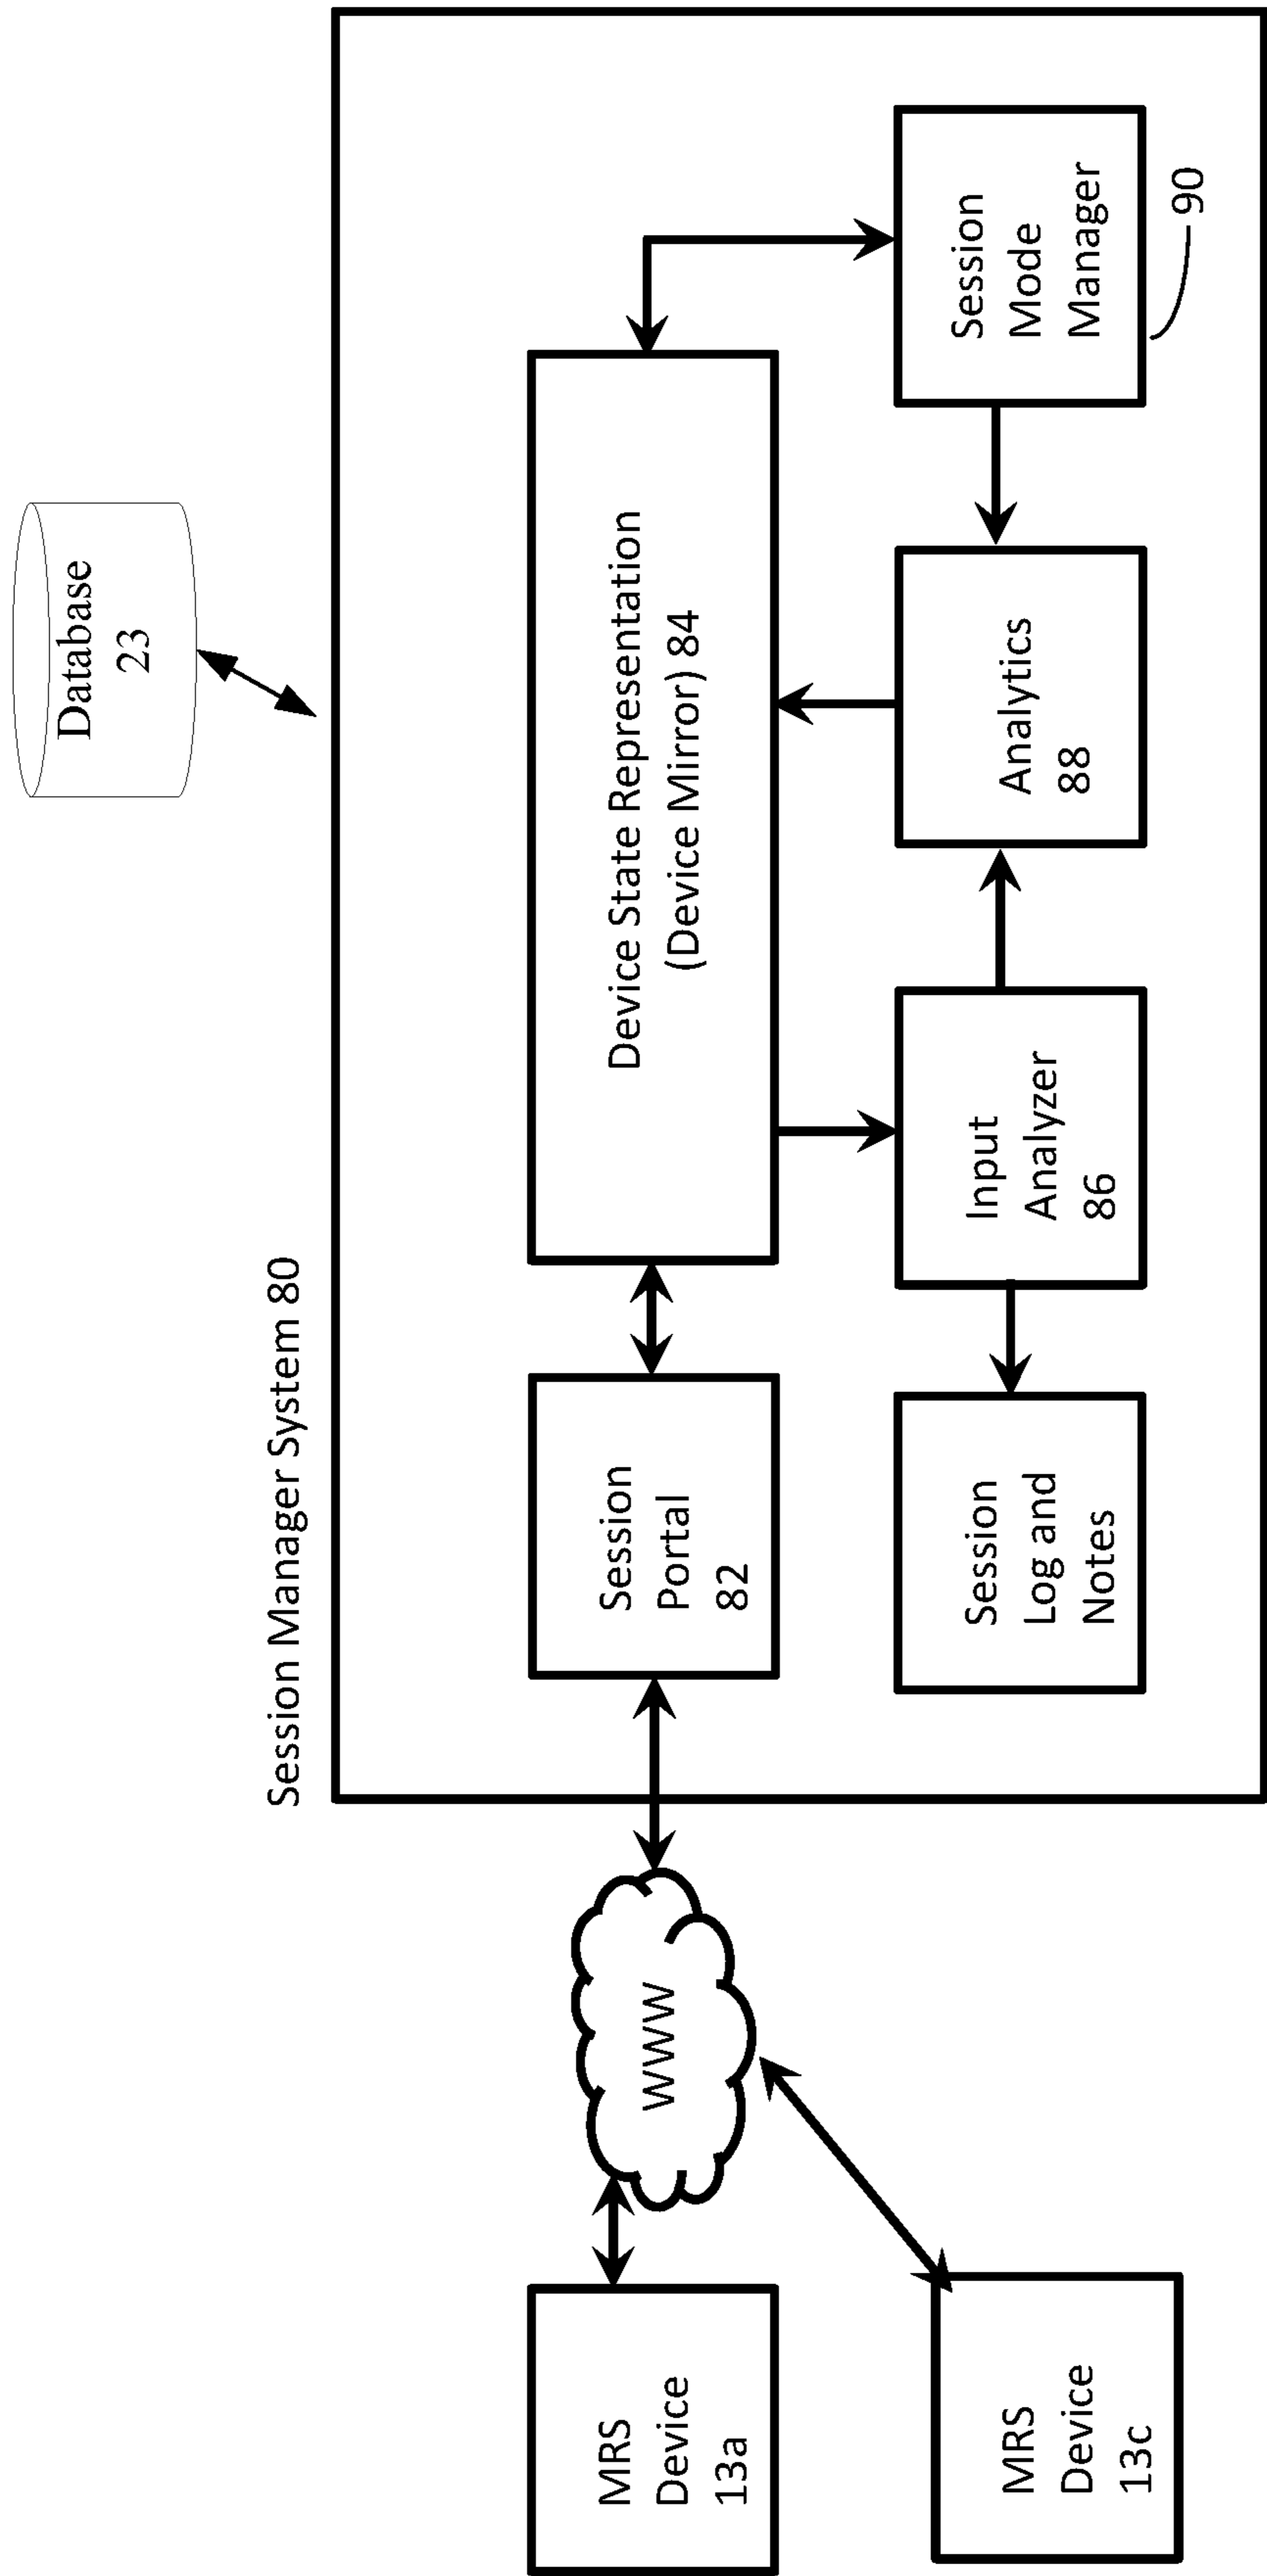 Database
23
Session Manager System 80
MRS
Device
13a
WWW
Session
Portal
82
Device State Representation
(Device Mirror) 84
MRS
Device
13c
Session
Log and
Notes
Input
Analyzer
86
Analytics
88
Session
Mode
Manager
90